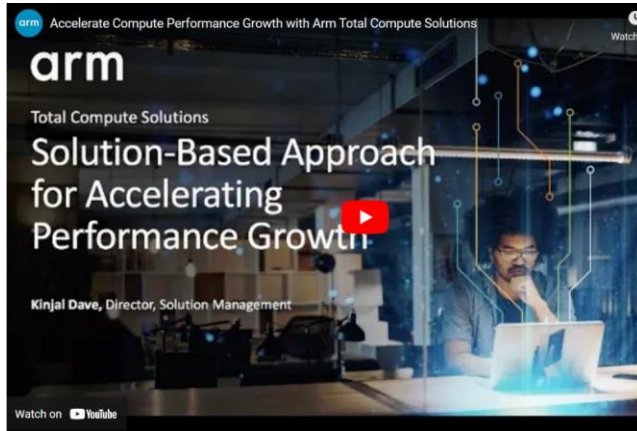 arm
Accelerate Compute Performance Growth with Arm Total Compute Solutions
Watch
arm
Total Compute Solutions
Solution-Based Approach
for Accelerating
Performance Growth
Kinjal Dave, Director, Solution Management
Watch on YouTube